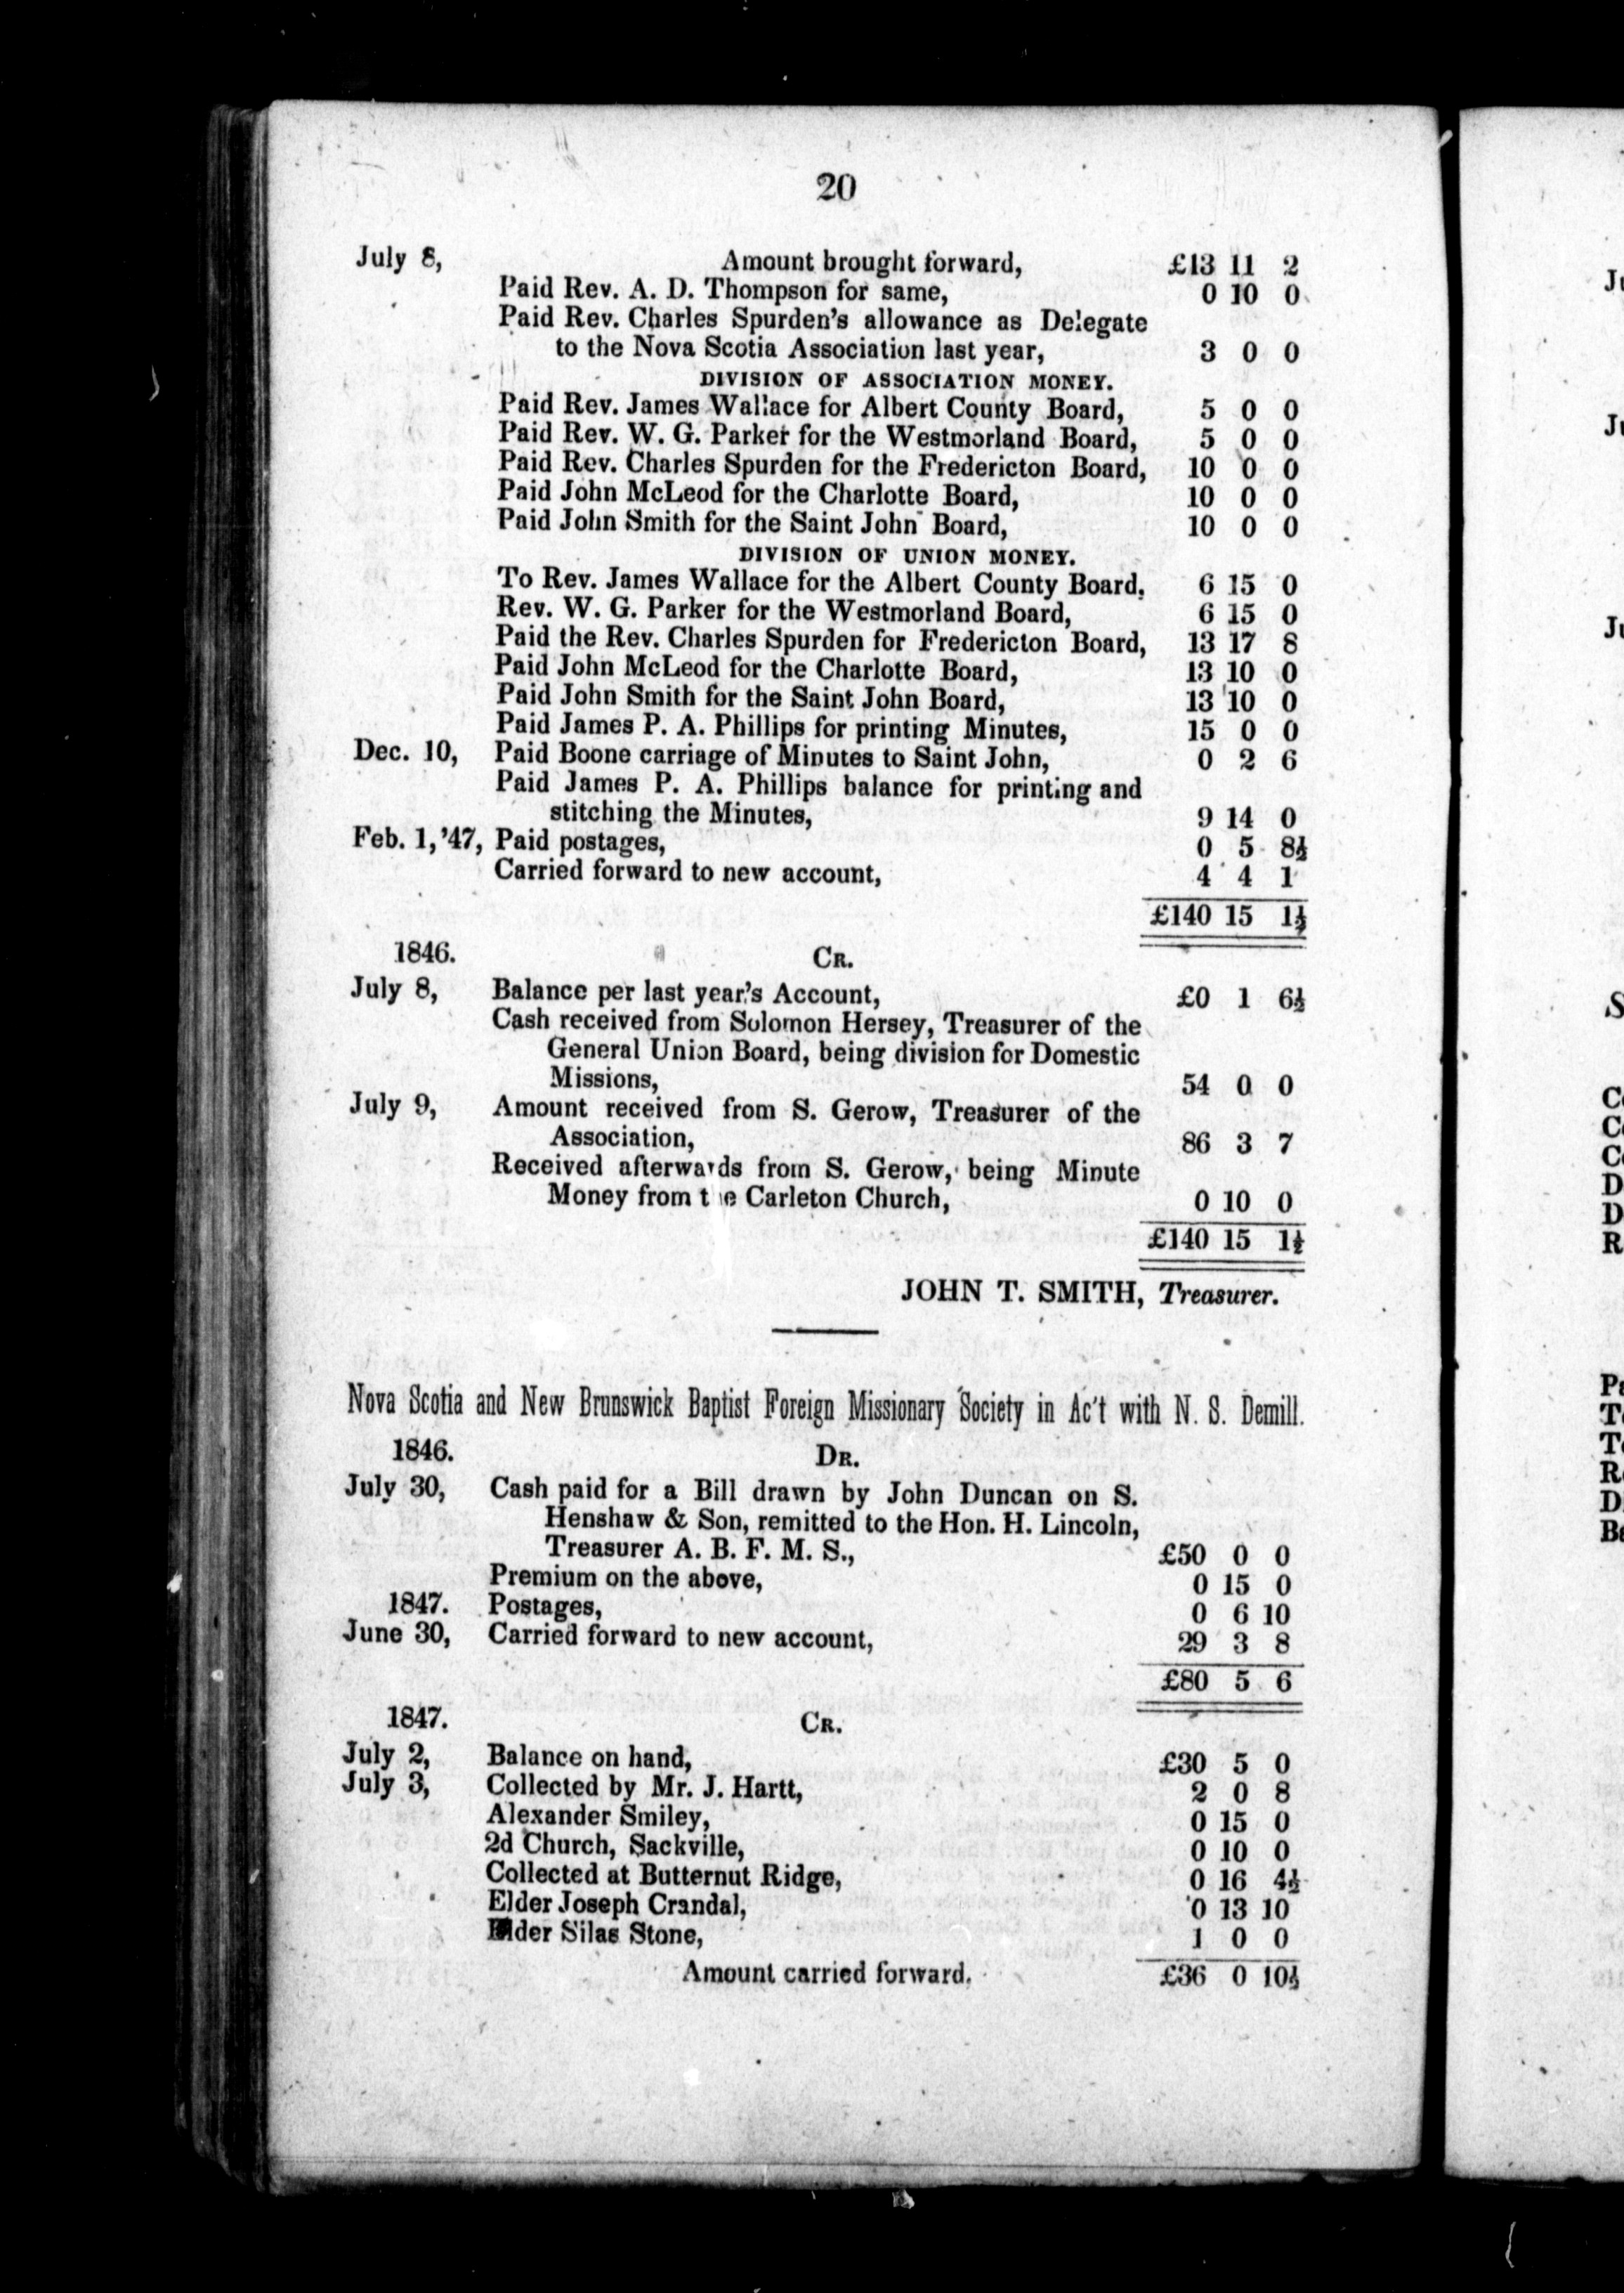 20
July 8, Amount brought forward, £13 11 2
Paid Rev. A. D. Thompson for same, 0 10 0
Paid Rev. Charles Spurden's allowance as Delegate
to the Nova Scotia Association last year, 3 0 0
DIVISION OF ASSOCIATION MONEY.
Paid Rev. James Wallace for Albert County Board, 5 0 0
Paid Rev. W. G. Parker for the Westmorland Board, 5 0 0
Paid Rev. Charles Spurden for the Fredericton Board, 10 0 0
Paid John McLeod for the Charlotte Board, 10 0 0
Paid John Smith for the Saint John Board, 10 0 0
DIVISION OF UNION MONEY.
To Rev. James Wallace for the Albert County Board, 6 15 0
Rev. W. G. Parker for the Westmorland Board, 6 15 0
Paid the Rev. Charles Spurden for Fredericton Board, 13 17 8
Paid John McLeod for the Charlotte Board, 13 10 0
Paid John Smith for the Saint John Board, 13 10 0
Paid James P. A. Phillips for printing Minutes, 15 0 0
Dec. 10, Paid Boone carriage of Minutes to Saint John, 0 2 6
Paid James P. A. Phillips balance for printing and
stitching the Minutes, 9 14 0
Feb. 1, '47, Paid postages, 0 5 8½
Carried forward to new account, 4 4 1
£140 15 1½
1846. CR.
July 8, Balance per last year's Account, £0 1 6½
Cash received from Solomon Hersey, Treasurer of the
General Union Board, being division for Domestic
Missions, 54 0 0
July 9, Amount received from S. Gerow, Treasurer of the
Association, 86 3 7
Received afterwards from S. Gerow, being Minute
Money from the Carleton Church, 0 10 0
£140 15 1½
JOHN T. SMITH, Treasurer.
Nova Scotia and New Brunswick Baptist Foreign Missionary Society in Ac't with N. S. Demill.
1846. DR.
July 30, Cash paid for a Bill drawn by John Duncan on S.
Henshaw & Son, remitted to the Hon. H. Lincoln,
Treasurer A. B. F. M. S., £50 0 0
Premium on the above, 0 15 0
1847. Postages, 0 6 10
June 30, Carried forward to new account, 29 3 8
£80 5 6
1847. CR.
July 2, Balance on hand, £30 5 0
July 3, Collected by Mr. J. Hartt, 2 0 8
Alexander Smiley, 0 15 0
2d Church, Sackville, 0 10 0
Collected at Butternut Ridge, 0 16 4½
Elder Joseph Crandal, 0 13 10
Elder Silas Stone, 1 0 0
Amount carried forward. £36 0 10½